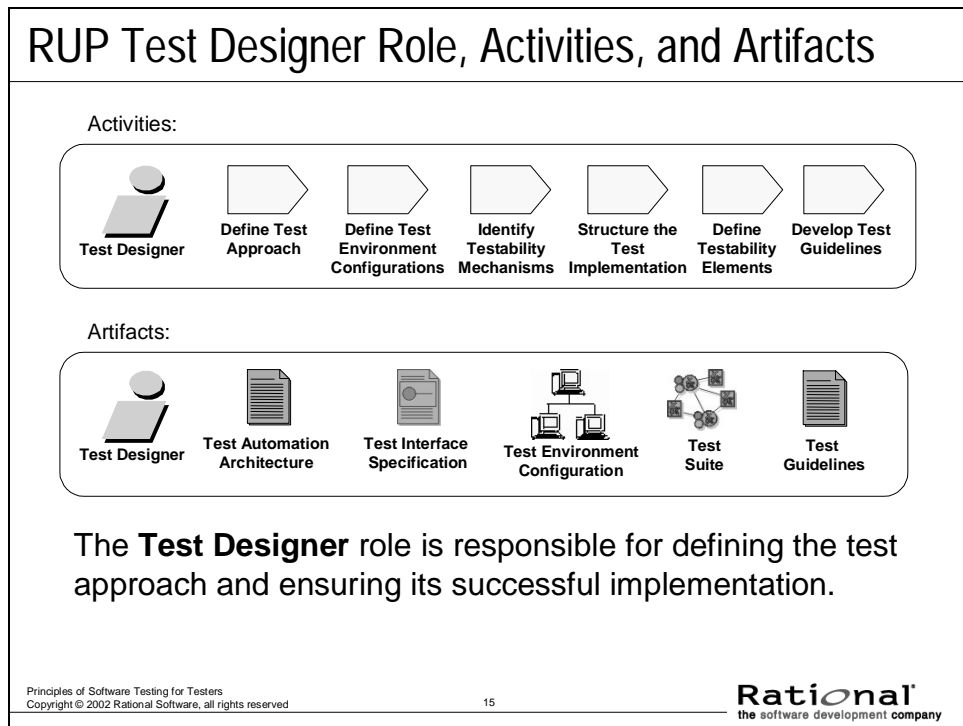 RUP Test Designer Role, Activities, and Artifacts
Activities:
Test Designer
Define Test
Approach
Define Test
Environment
Configurations
Identify
Testability
Mechanisms
Structure the
Test
Implementation
Define
Testability
Elements
Develop Test
Guidelines
Artifacts:
Test Designer
Test Automation
Architecture
Test Interface
Specification
Test Environment
Configuration
Test
Suite
Test
Guidelines
The Test Designer role is responsible for defining the test
approach and ensuring its successful implementation.
Principles of Software Testing for Testers
Copyright © 2002 Rational Software, all rights reserved
15
Rational
the software development company